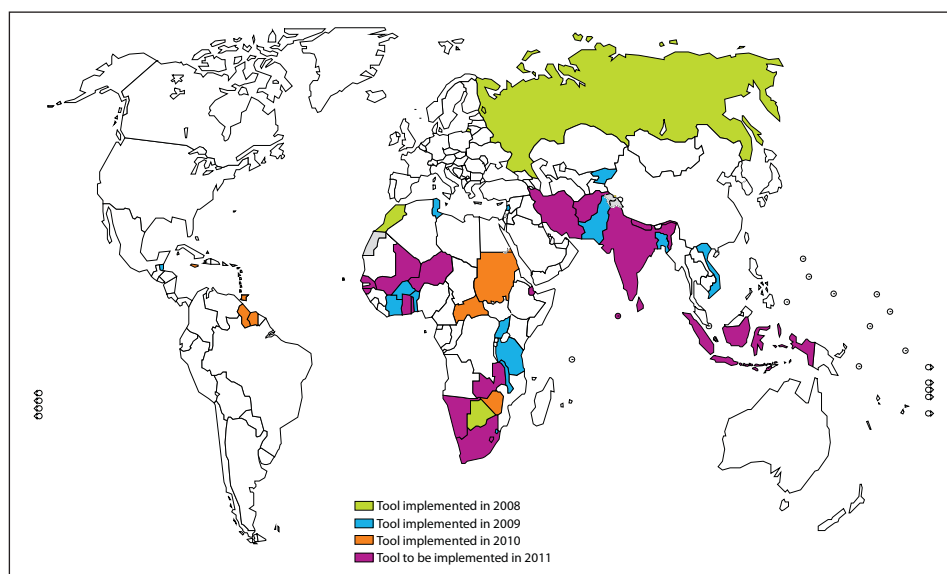 Tool implemented in 2008
Tool implemented in 2009
Tool implemented in 2010
Tool to be implemented in 2011